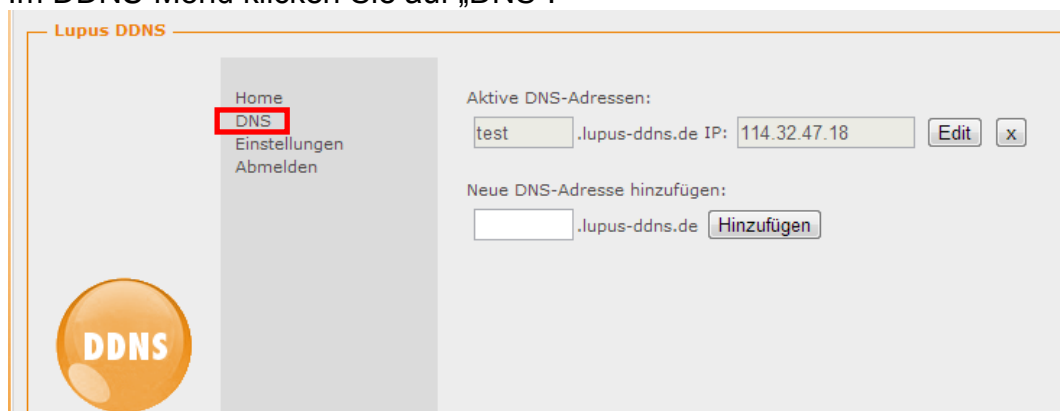 Im DDNS-Menü klicken Sie auf „DNS“.
Lupus DDNS
Home
DNS
Einstellungen
Abmelden
Aktive DNS-Adressen:
test .lupus-ddns.de IP: 114.32.47.18 Edit x
Neue DNS-Adresse hinzufügen:
.lupus-ddns.de Hinzufügen
DDNS